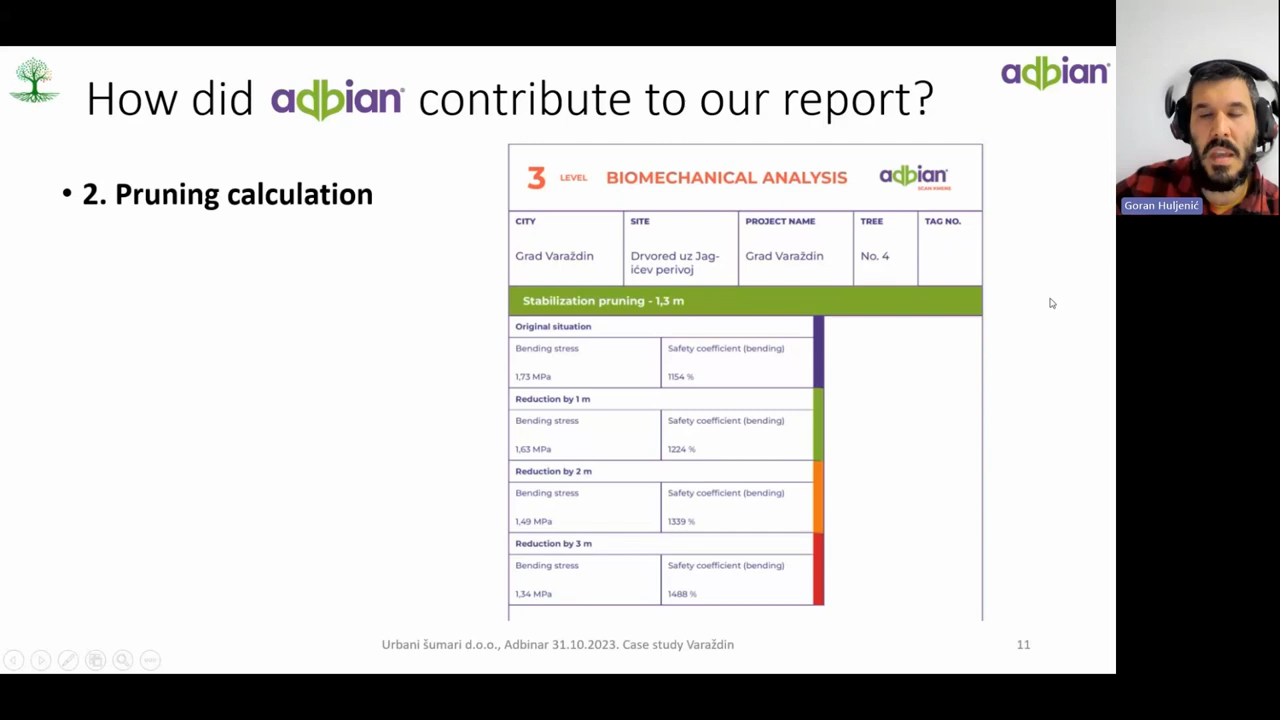 How did adbian® contribute to our report?
adbian®
• 2. Pruning calculation
3 LEVEL BIOMECHANICAL ANALYSIS adbian®
SCAN AWARE
CITY SITE PROJECT NAME TREE TAG NO.
Grad Varaždin Drvored uz Jag- Grad Varaždin No. 4
ićev perivoj
Stabilization pruning - 1,3 m
Original situation
Bending stress Safety coefficient (bending)
1,73 MPa 1154 %
Reduction by 1 m
Bending stress Safety coefficient (bending)
1,63 MPa 1224 %
Reduction by 2 m
Bending stress Safety coefficient (bending)
1,49 MPa 1339 %
Reduction by 3 m
Bending stress Safety coefficient (bending)
1,34 MPa 1488 %
Urbani šumari d.o.o., Adbinar 31.10.2023. Case study Varaždin 11
Goran Huljenić